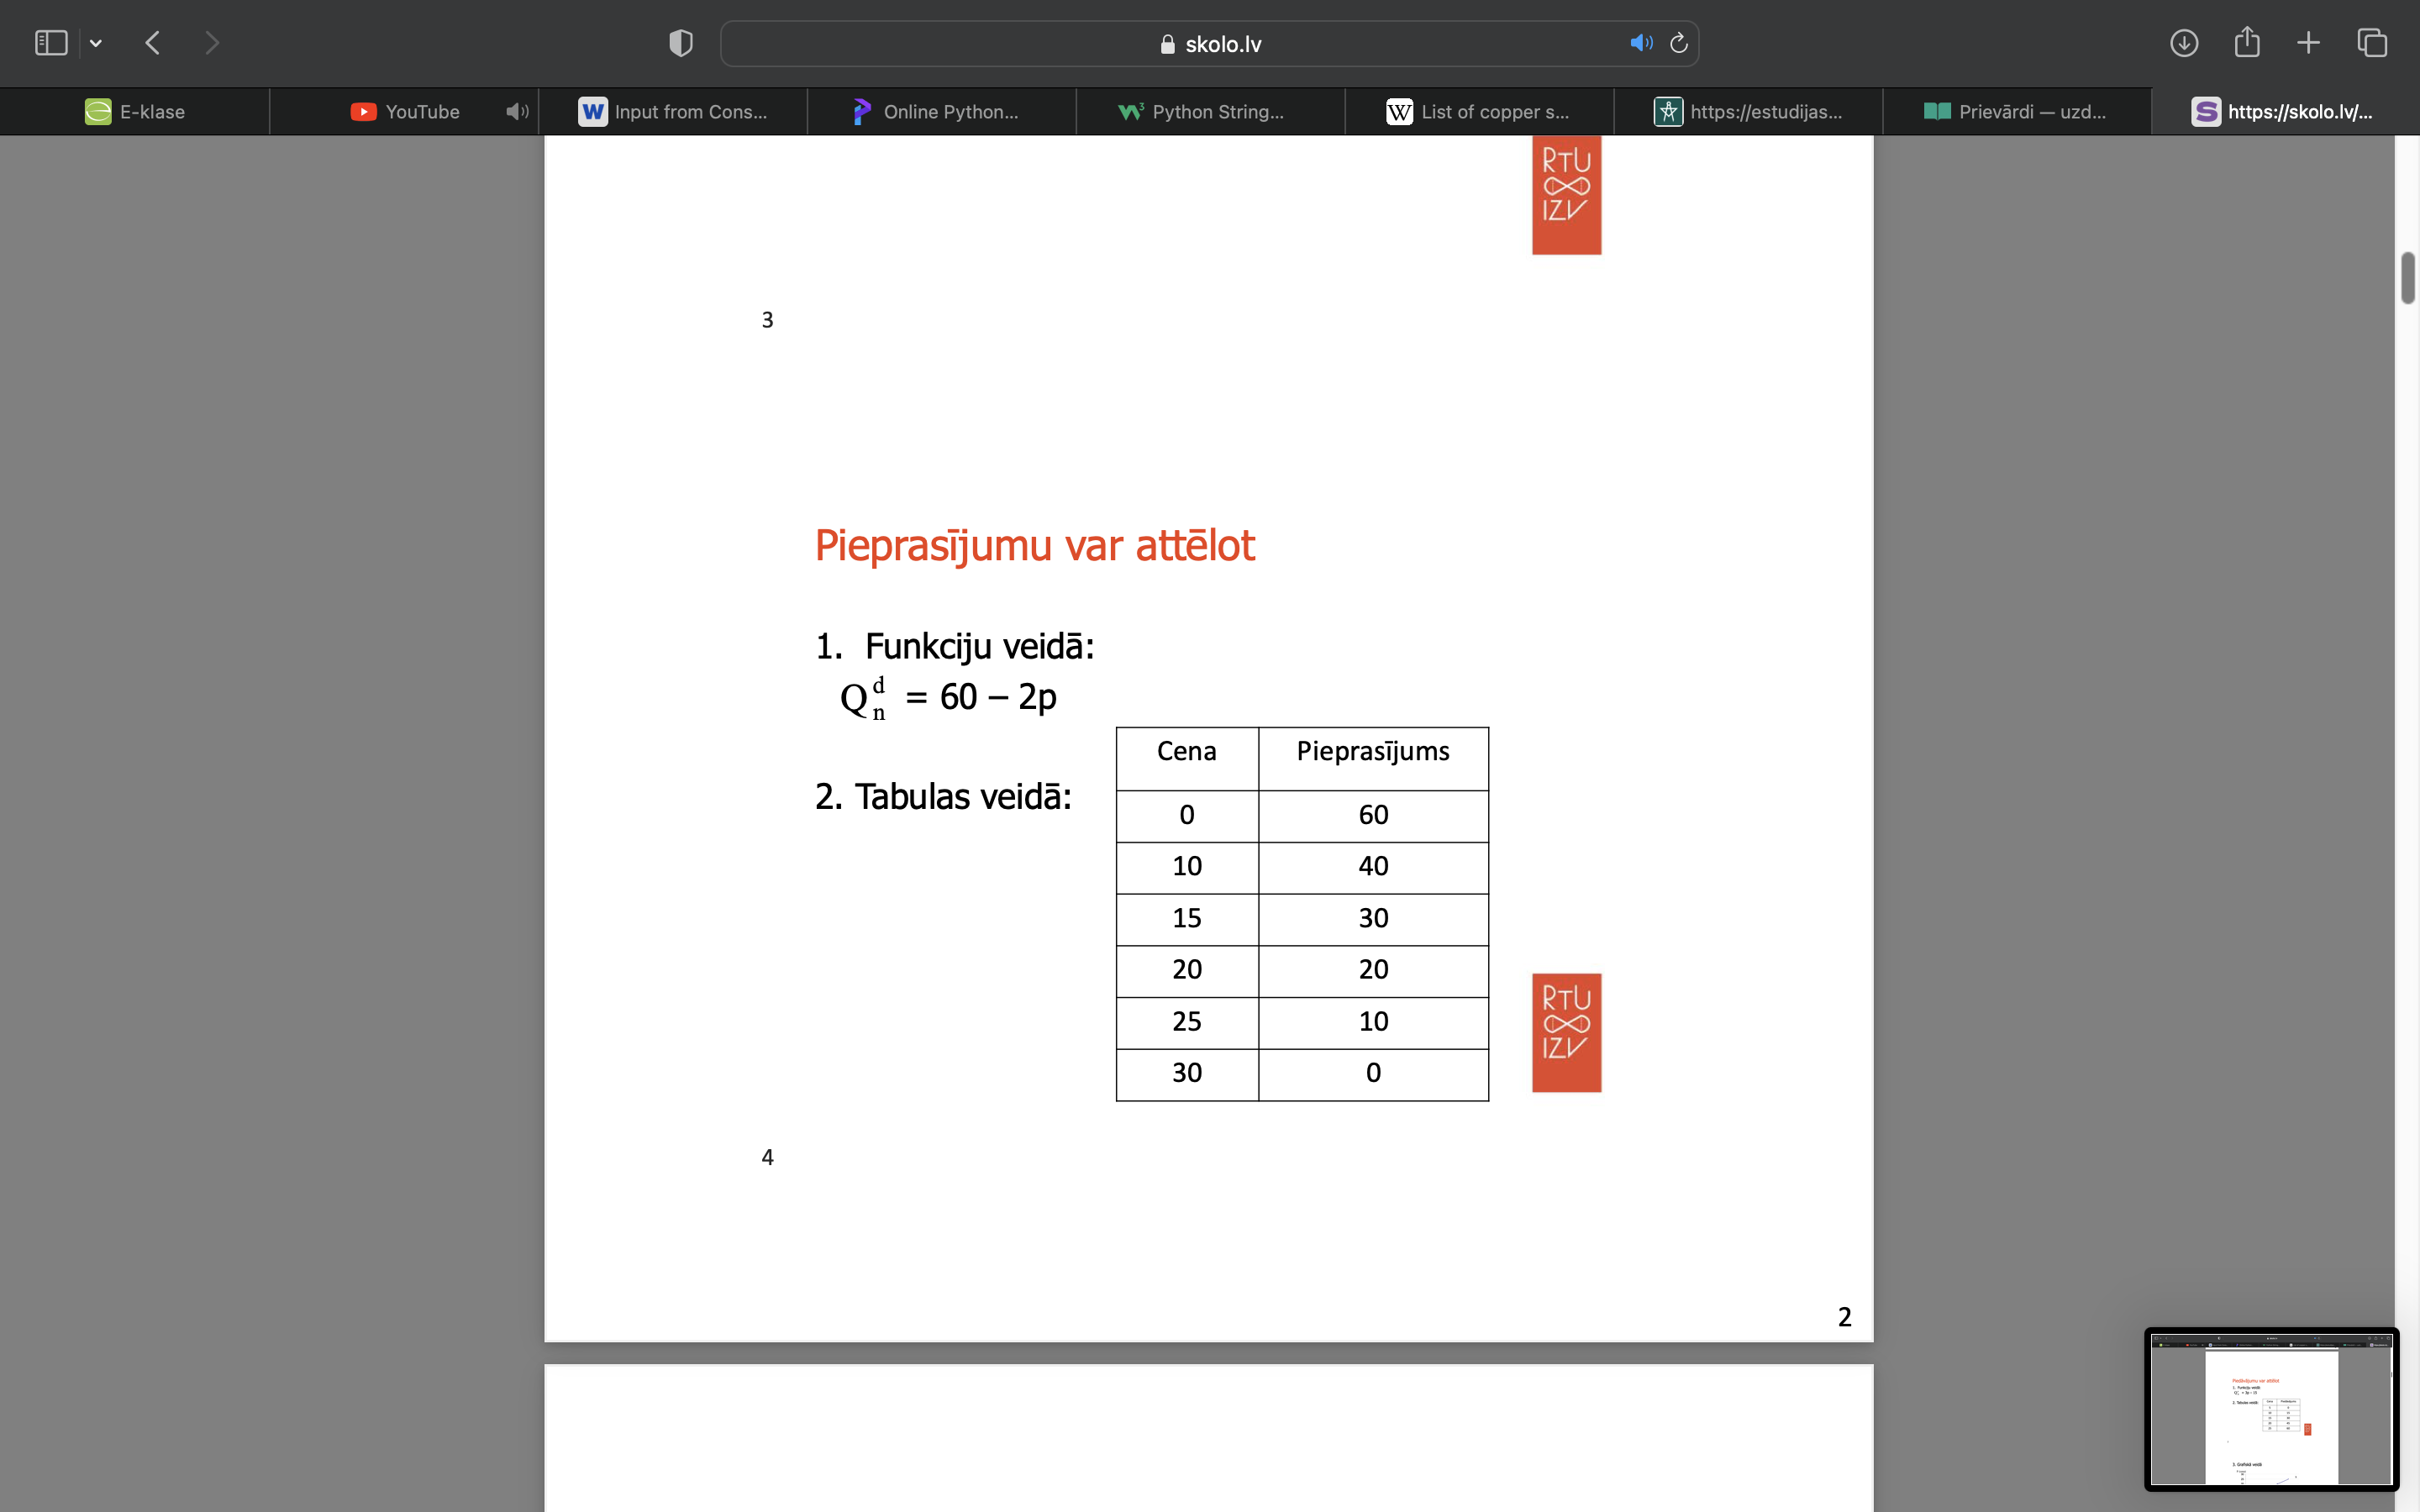 skolo.lv
E-klase
YouTube
Input from Cons...
Online Python...
Python String...
List of copper s...
https://estudijas...
Prievārdi — uzd...
https://skolo.lv/...
RTU
IZV
3
Pieprasījumu var attēlot
1. Funkciju veidā:
Q d n = 60 – 2p
2. Tabulas veidā:
Cena Pieprasījums
0 60
10 40
15 30
20 20
25 10
30 0
RTU
IZV
4
2